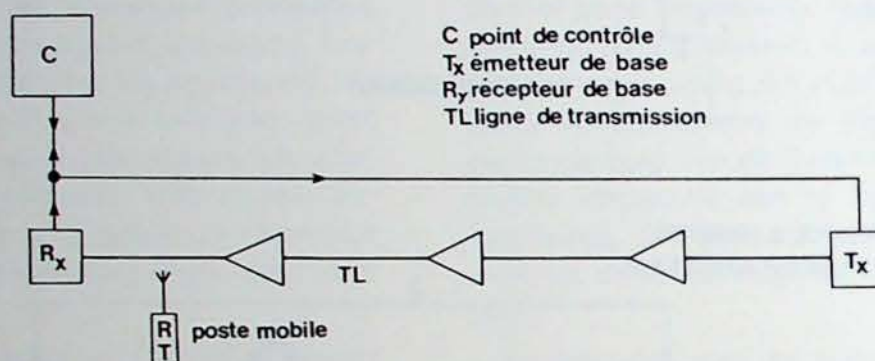 C
C point de contrôle
Tx émetteur de base
Ry récepteur de base
TL ligne de transmission
Rx
TL
Tx
R
T
poste mobile